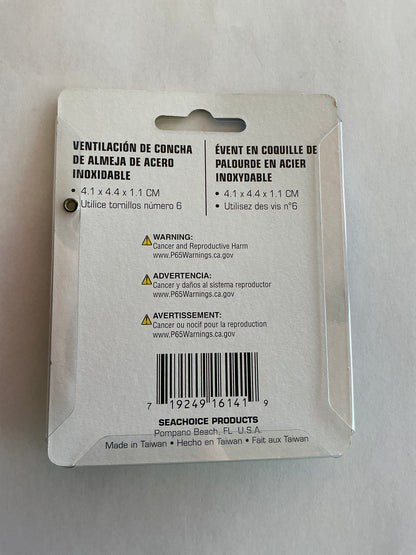 VENTILACIÓN DE CONCHA
DE ALMEJA DE ACERO
INOXIDABLE
• 4.1 x 4.4 x 1.1 CM
• Utilice tornillos número 6
ÉVENT EN COQUILLE DE
PALOURDE EN ACIER
INOXYDABLE
• 4.1 x 4.4 x 1.1 CM
• Utilisez des vis n°6
WARNING:
Cancer and Reproductive Harm
www.P65Warnings.ca.gov
ADVERTENCIA:
Cancer y daños al sistema reproductor
www.P65Warnings.ca.gov
AVERTISSEMENT:
Cancer ou nocif pour la reproduction
www.P65Warnings.ca.gov
7 19249 16141 9
SEACHOICE PRODUCTS
Pompano Beach, FL U.S.A.
Made in Taiwan • Hecho en Taiwan • Fait aux Taiwan